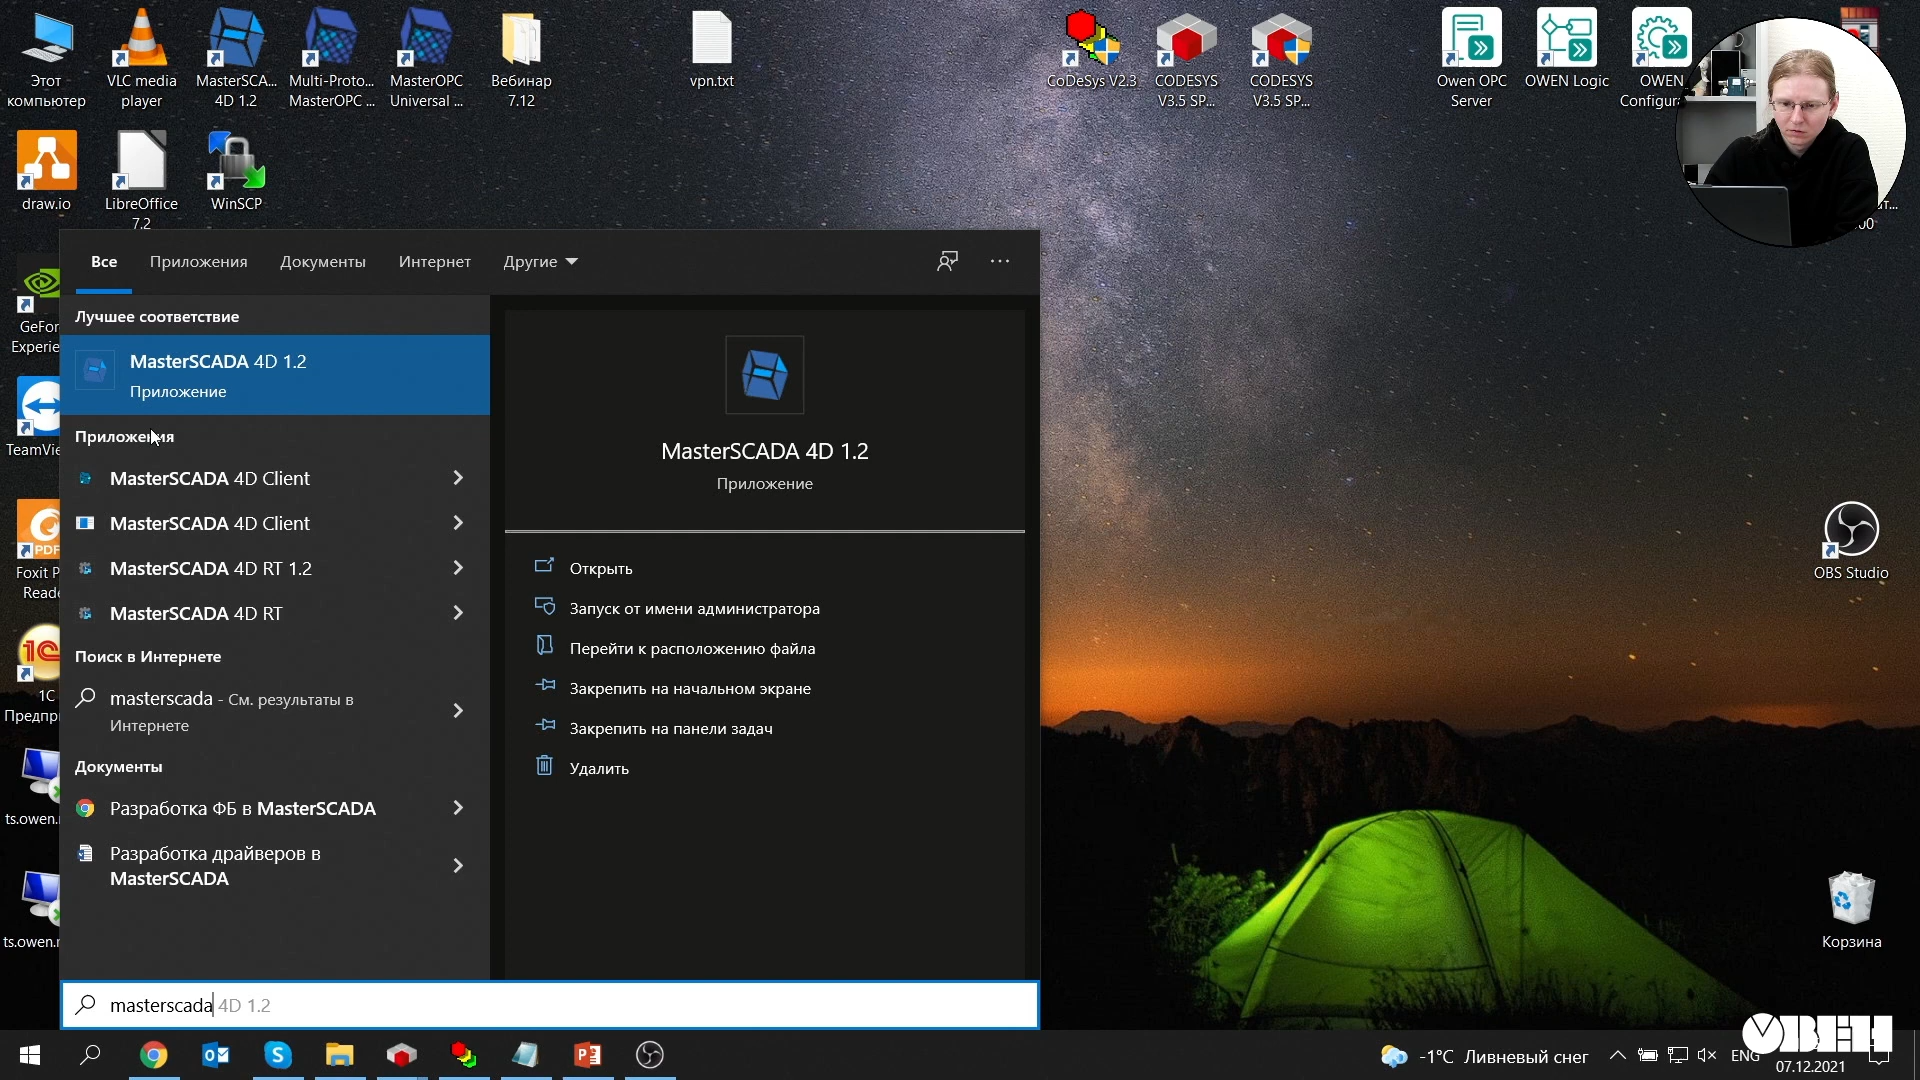 Этот
компьютер
VLC media
player
MasterSCA...
4D 1.2
Multi-Proto...
MasterOPC ...
MasterOPC
Universal ...
Вебинар
7.12
vpn.txt
CoDeSys V2.3
CODESYS
V3.5 SP...
CODESYS
V3.5 SP...
Owen OPC
Server
OWEN Logic
OWEN
Configura
draw.io
LibreOffice
7.2
WinSCP
ат...
00
GeFor
Experie
TeamVie
PDF
Foxit P
Reade
1С
1С
Предпри
ts.owen.r
ts.owen.r
Все
Приложения
Документы
Интернет
Другие
Лучшее соответствие
MasterSCADA 4D 1.2
Приложение
Приложения
MasterSCADA 4D Client
MasterSCADA 4D Client
MasterSCADA 4D RT 1.2
MasterSCADA 4D RT
Поиск в Интернете
masterscada - См. результаты в
Интернете
Документы
Разработка ФБ в MasterSCADA
Разработка драйверов в
MasterSCADA
MasterSCADA 4D 1.2
Приложение
Открыть
Запуск от имени администратора
Перейти к расположению файла
Закрепить на начальном экране
Закрепить на панели задач
Удалить
masterscada 4D 1.2
OBS Studio
Корзина
-1°C Ливневый снег
ENG
07.12.2021
ОВЕН